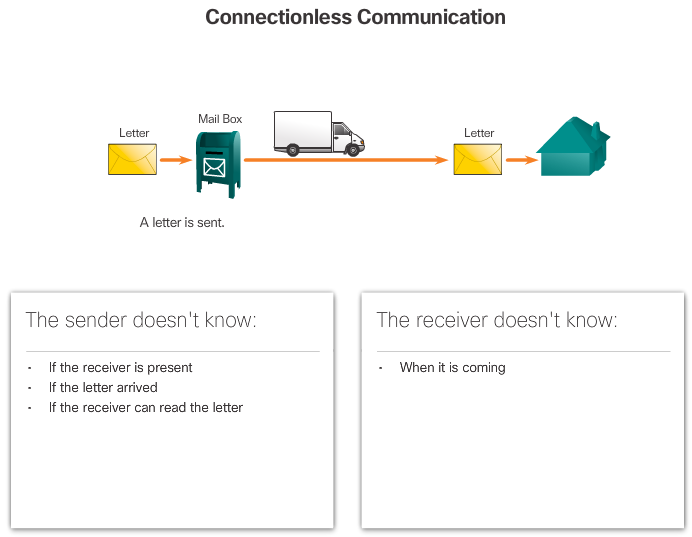 Connectionless Communication
Letter
Mail Box
Letter
A letter is sent.
The sender doesn't know:
· If the receiver is present
· If the letter arrived
· If the receiver can read the letter
The receiver doesn't know:
· When it is coming